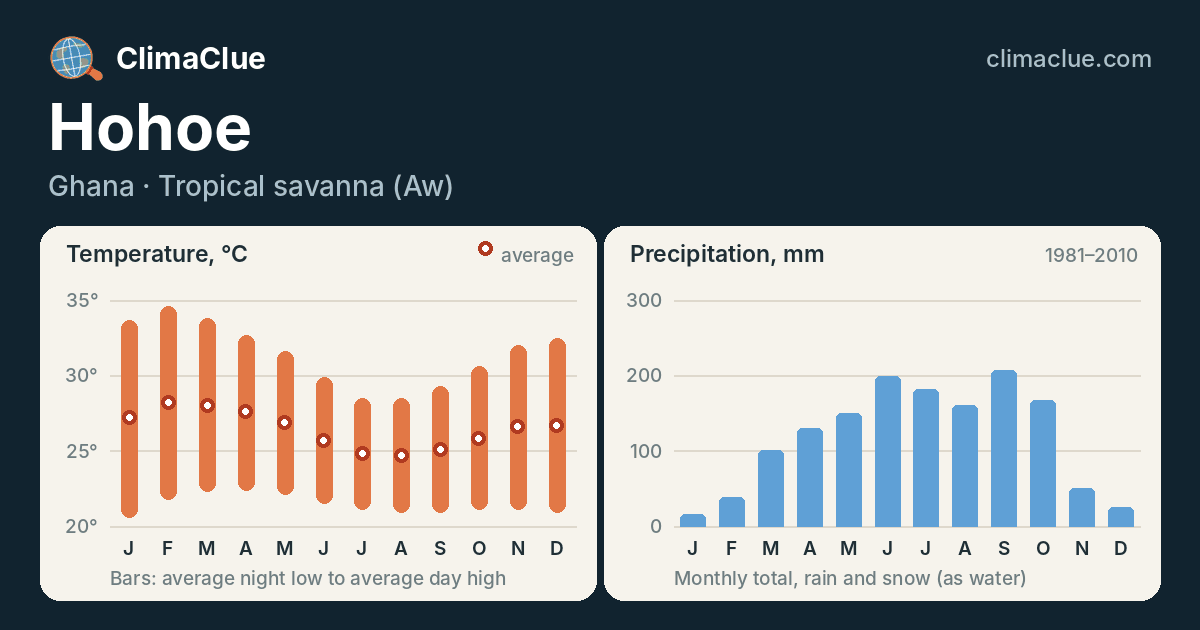 ClimaClue
climaclue.com
Hohoe
Ghana · Tropical savanna (Aw)
Temperature, °C
average
35°
30°
25°
20°
J F M A M J J A S O N D
Bars: average night low to average day high
Precipitation, mm
1981–2010
300
200
100
0
J F M A M J J A S O N D
Monthly total, rain and snow (as water)